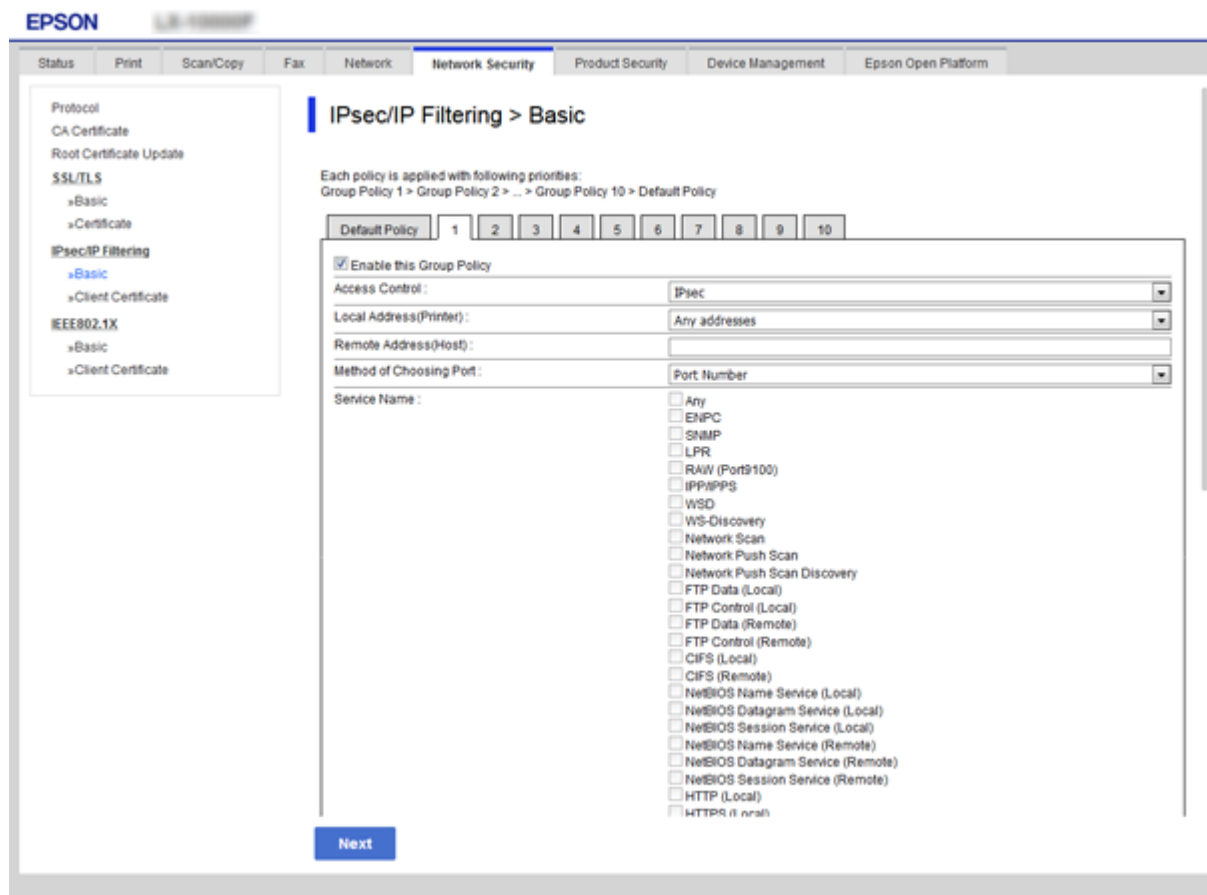 EPSON
Status Print Scan/Copy Fax Network Network Security Product Security Device Management Epson Open Platform
Protocol
CA Certificate
Root Certificate Update
SSL/TLS
»Basic
»Certificate
IPsec/IP Filtering
»Basic
»Client Certificate
IEEE802.1X
»Basic
»Client Certificate
IPsec/IP Filtering > Basic
Each policy is applied with following priorities:
Group Policy 1 > Group Policy 2 > ... > Group Policy 10 > Default Policy
Default Policy 1 2 3 4 5 6 7 8 9 10
Enable this Group Policy
Access Control : IPsec
Local Address(Printer) : Any addresses
Remote Address(Host) :
Method of Choosing Port : Port Number
Service Name : Any
ENPC
SNMP
LPR
RAW (Port9100)
IPP/IPPS
WSD
WS-Discovery
Network Scan
Network Push Scan
Network Push Scan Discovery
FTP Data (Local)
FTP Control (Local)
FTP Data (Remote)
FTP Control (Remote)
CIFS (Local)
CIFS (Remote)
NetBIOS Name Service (Local)
NetBIOS Datagram Service (Local)
NetBIOS Session Service (Local)
NetBIOS Name Service (Remote)
NetBIOS Datagram Service (Remote)
NetBIOS Session Service (Remote)
HTTP (Local)
HTTPS (Local)
Next